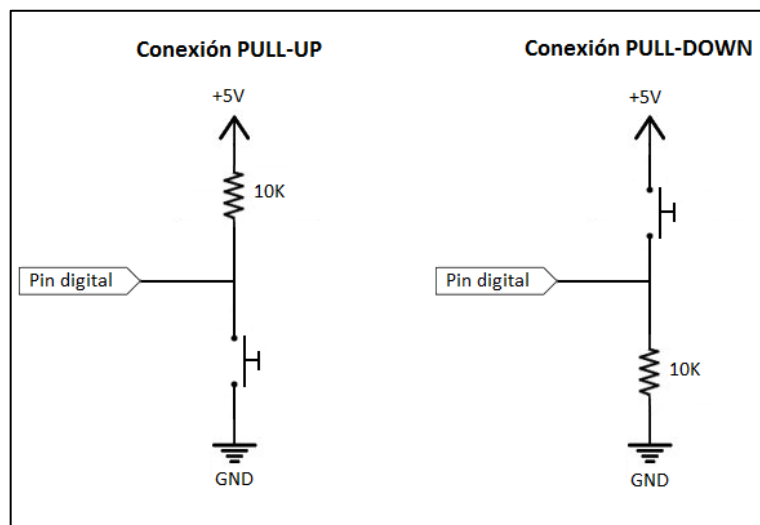 Conexión PULL-UP
+5V
10K
Pin digital
GND
Conexión PULL-DOWN
+5V
Pin digital
10K
GND